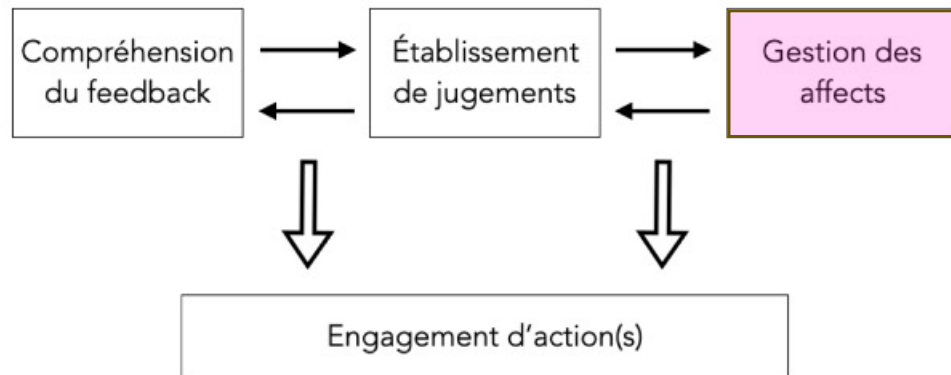 Compréhension
du feedback
Établissement
de jugements
Gestion des
affects
Engagement d'action(s)